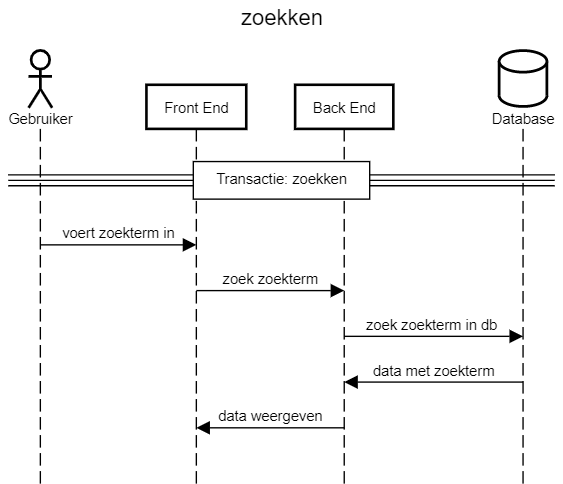 zoekken
Gebruiker
Front End
Back End
Database
Transactie: zoekken
voert zoekterm in
zoek zoekterm
zoek zoekterm in db
data met zoekterm
data weergeven